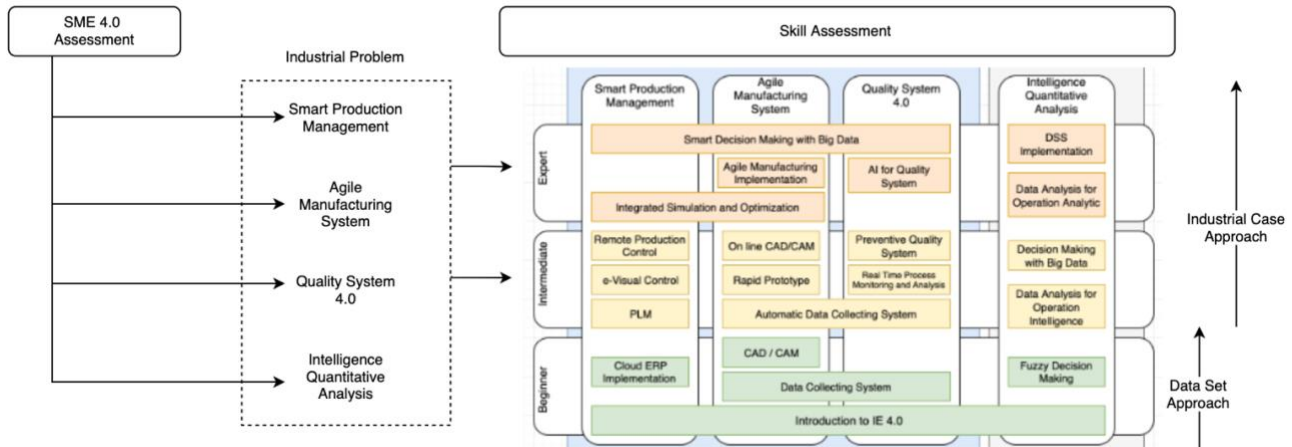 SME 4.0
Assessment
Industrial Problem
Smart Production
Management
Agile
Manufacturing
System
Quality System
4.0
Intelligence
Quantitative
Analysis
Skill Assessment
Smart Production
Management
Agile
Manufacturing
System
Quality System
4.0
Intelligence
Quantitative
Analysis
Expert
Smart Decision Making with Big Data
DSS
Implementation
Agile Manufacturing
Implementation
AI for Quality
System
Data Analysis for
Operation Analytic
Integrated Simulation and Optimization
Intermediate
Remote Production
Control
On line CAD/CAM
Preventive Quality
System
Decision Making
with Big Data
e-Visual Control
Rapid Prototype
Real Time Process
Monitoring and Analysis
Data Analysis for
Operation
Intelligence
PLM
Automatic Data Collecting System
Beginner
CAD / CAM
Cloud ERP
Implementation
Fuzzy Decision
Making
Data Collecting System
Introduction to IE 4.0
Industrial Case
Approach
Data Set
Approach